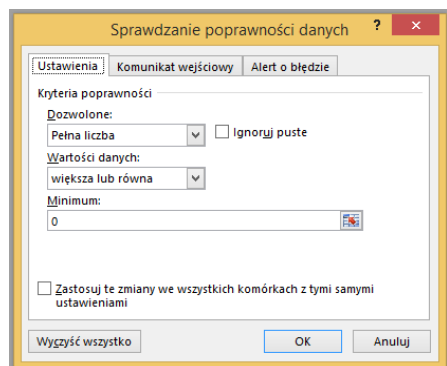 Sprawdzanie poprawności danych ? ×
Ustawienia Komunikat wejściowy Alert o błędzie
Kryteria poprawności
Dozwolone:
Pełna liczba Ignoruj puste
Wartości danych:
większa lub równa
Minimum:
0
Zastosuj te zmiany we wszystkich komórkach z tymi samymi
ustawieniami
Wyczyść wszystko OK Anuluj